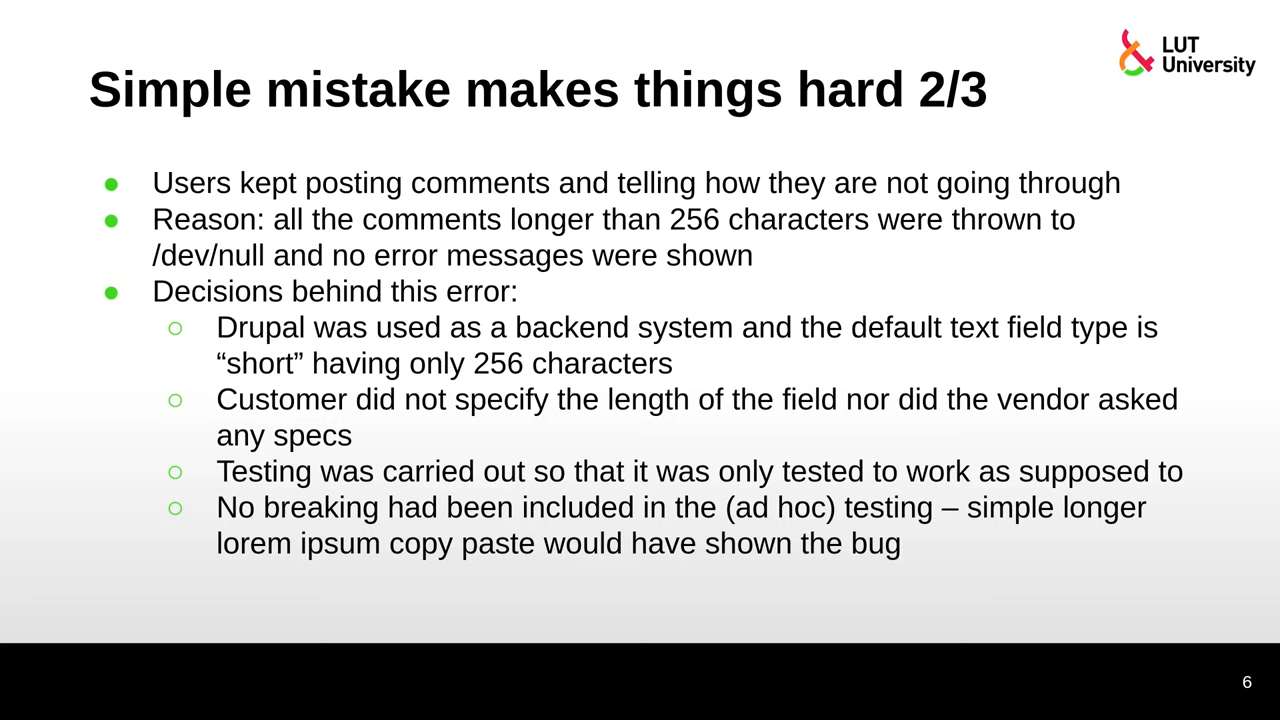 LUT
University
Simple mistake makes things hard 2/3
● Users kept posting comments and telling how they are not going through
● Reason: all the comments longer than 256 characters were thrown to
/dev/null and no error messages were shown
● Decisions behind this error:
○ Drupal was used as a backend system and the default text field type is
“short” having only 256 characters
○ Customer did not specify the length of the field nor did the vendor asked
any specs
○ Testing was carried out so that it was only tested to work as supposed to
○ No breaking had been included in the (ad hoc) testing – simple longer
lorem ipsum copy paste would have shown the bug
6